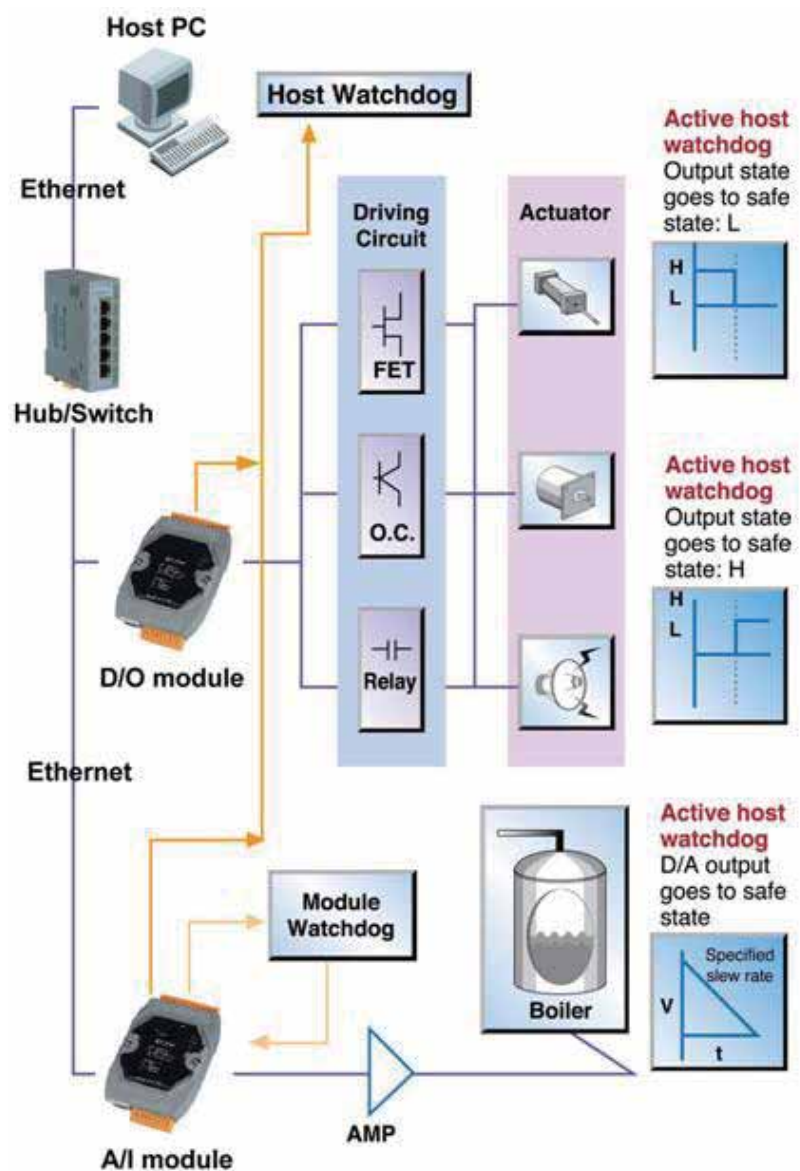 Host PC
Host Watchdog
Ethernet
Hub/Switch
D/O module
Ethernet
A/I module
Driving
Circuit
FET
O.C.
Relay
Actuator
Active host
watchdog
Output state
goes to safe
state: L
H
L
Active host
watchdog
Output state
goes to safe
state: H
H
L
Module
Watchdog
AMP
Boiler
Active host
watchdog
D/A output
goes to safe
state
Specified
slew rate
V
t